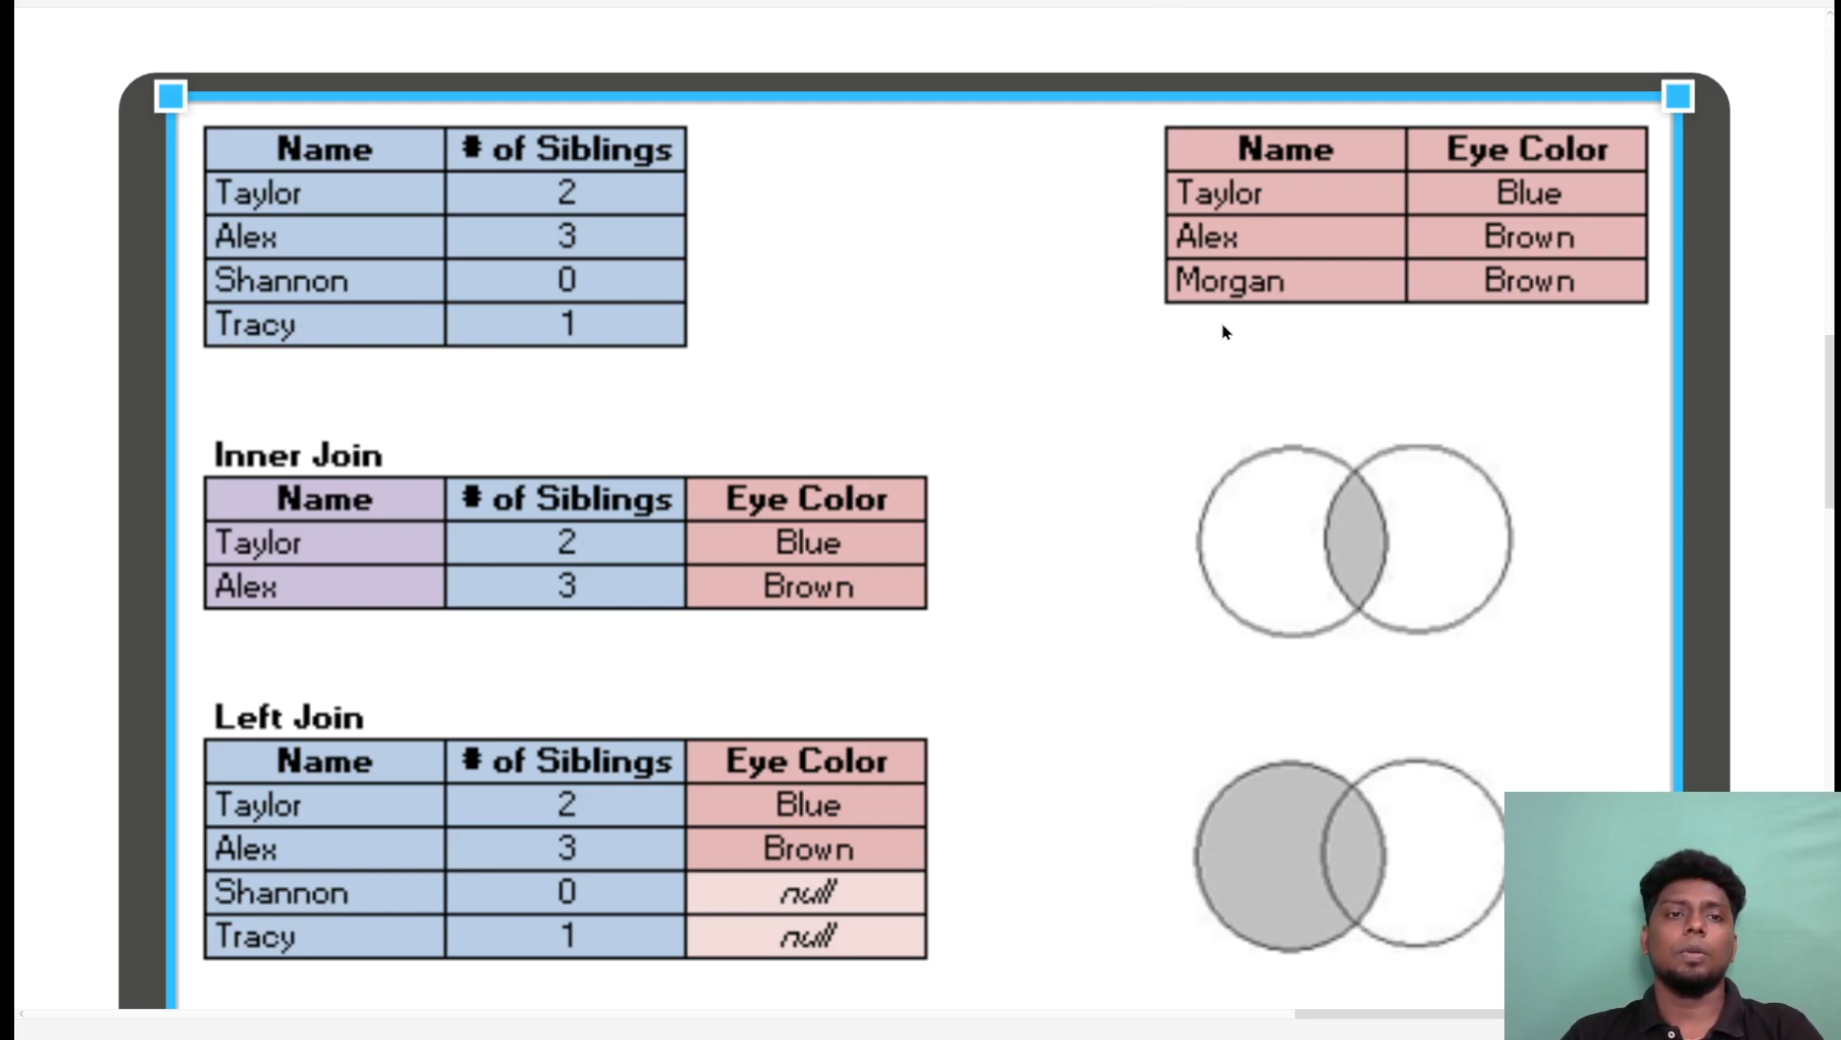 Name # of Siblings
Taylor 2
Alex 3
Shannon 0
Tracy 1
Name Eye Color
Taylor Blue
Alex Brown
Morgan Brown
Inner Join
Name # of Siblings Eye Color
Taylor 2 Blue
Alex 3 Brown
Left Join
Name # of Siblings Eye Color
Taylor 2 Blue
Alex 3 Brown
Shannon 0 null
Tracy 1 null